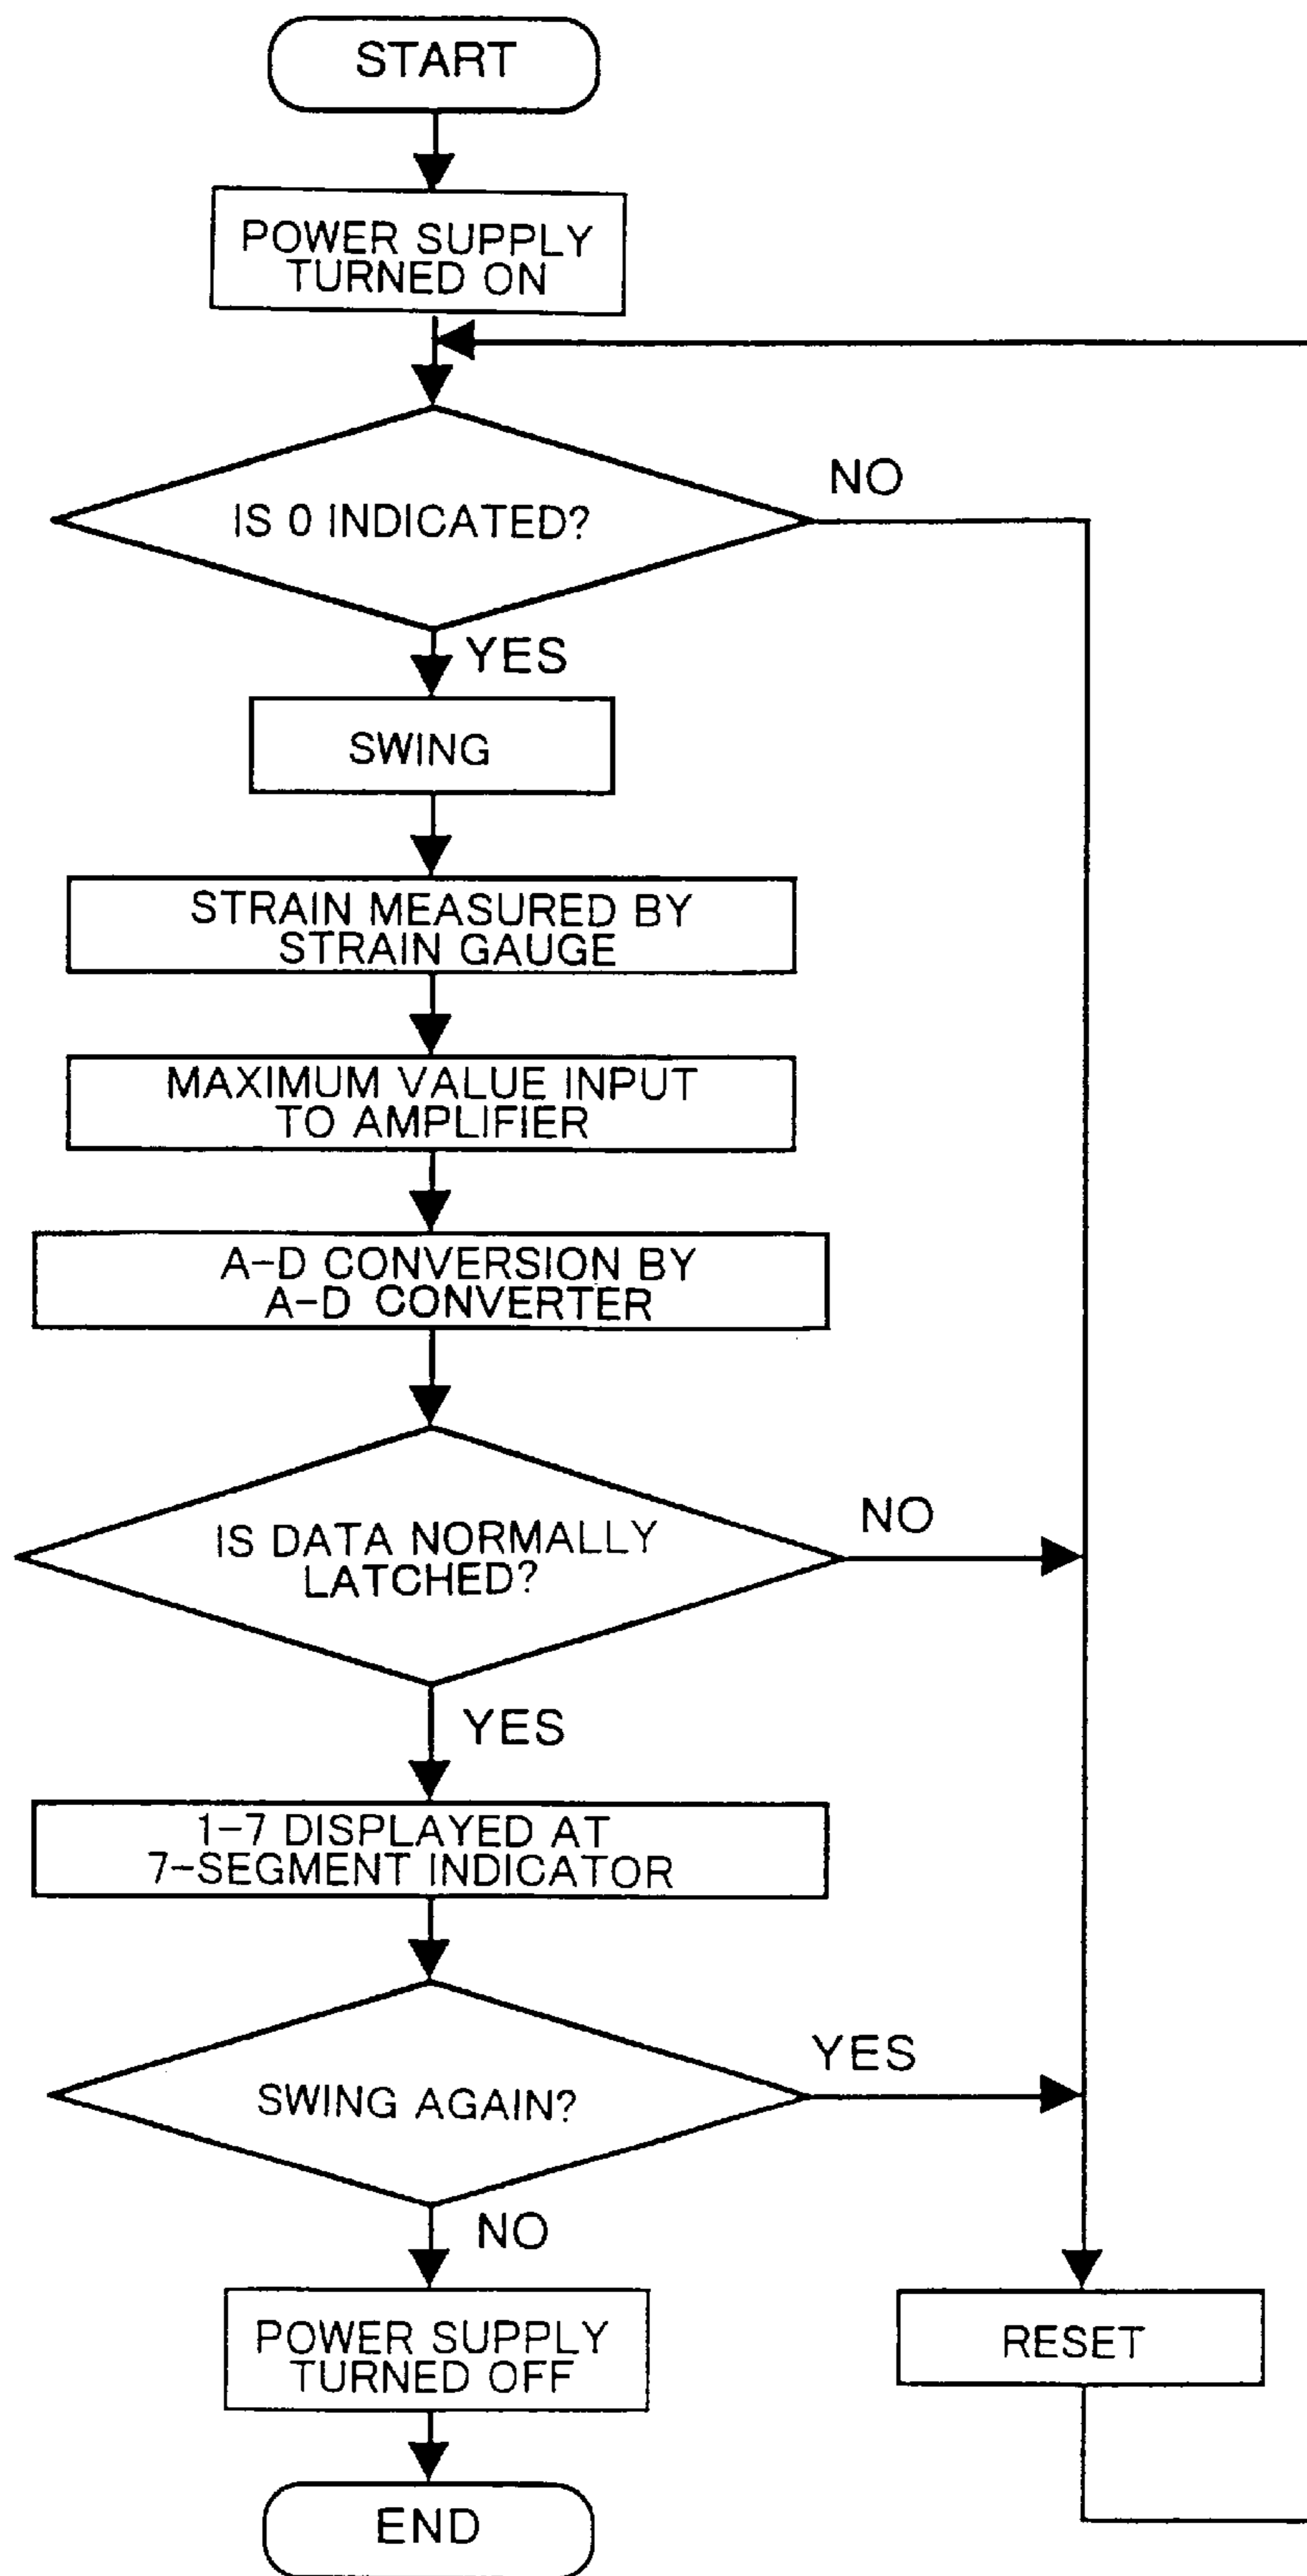 START
POWER SUPPLY
TURNED ON
IS 0 INDICATED?
NO
YES
SWING
STRAIN MEASURED BY
STRAIN GAUGE
MAXIMUM VALUE INPUT
TO AMPLIFIER
A-D CONVERSION BY
A-D CONVERTER
IS DATA NORMALLY
LATCHED?
NO
YES
1-7 DISPLAYED AT
7-SEGMENT INDICATOR
SWING AGAIN?
YES
NO
POWER SUPPLY
TURNED OFF
RESET
END